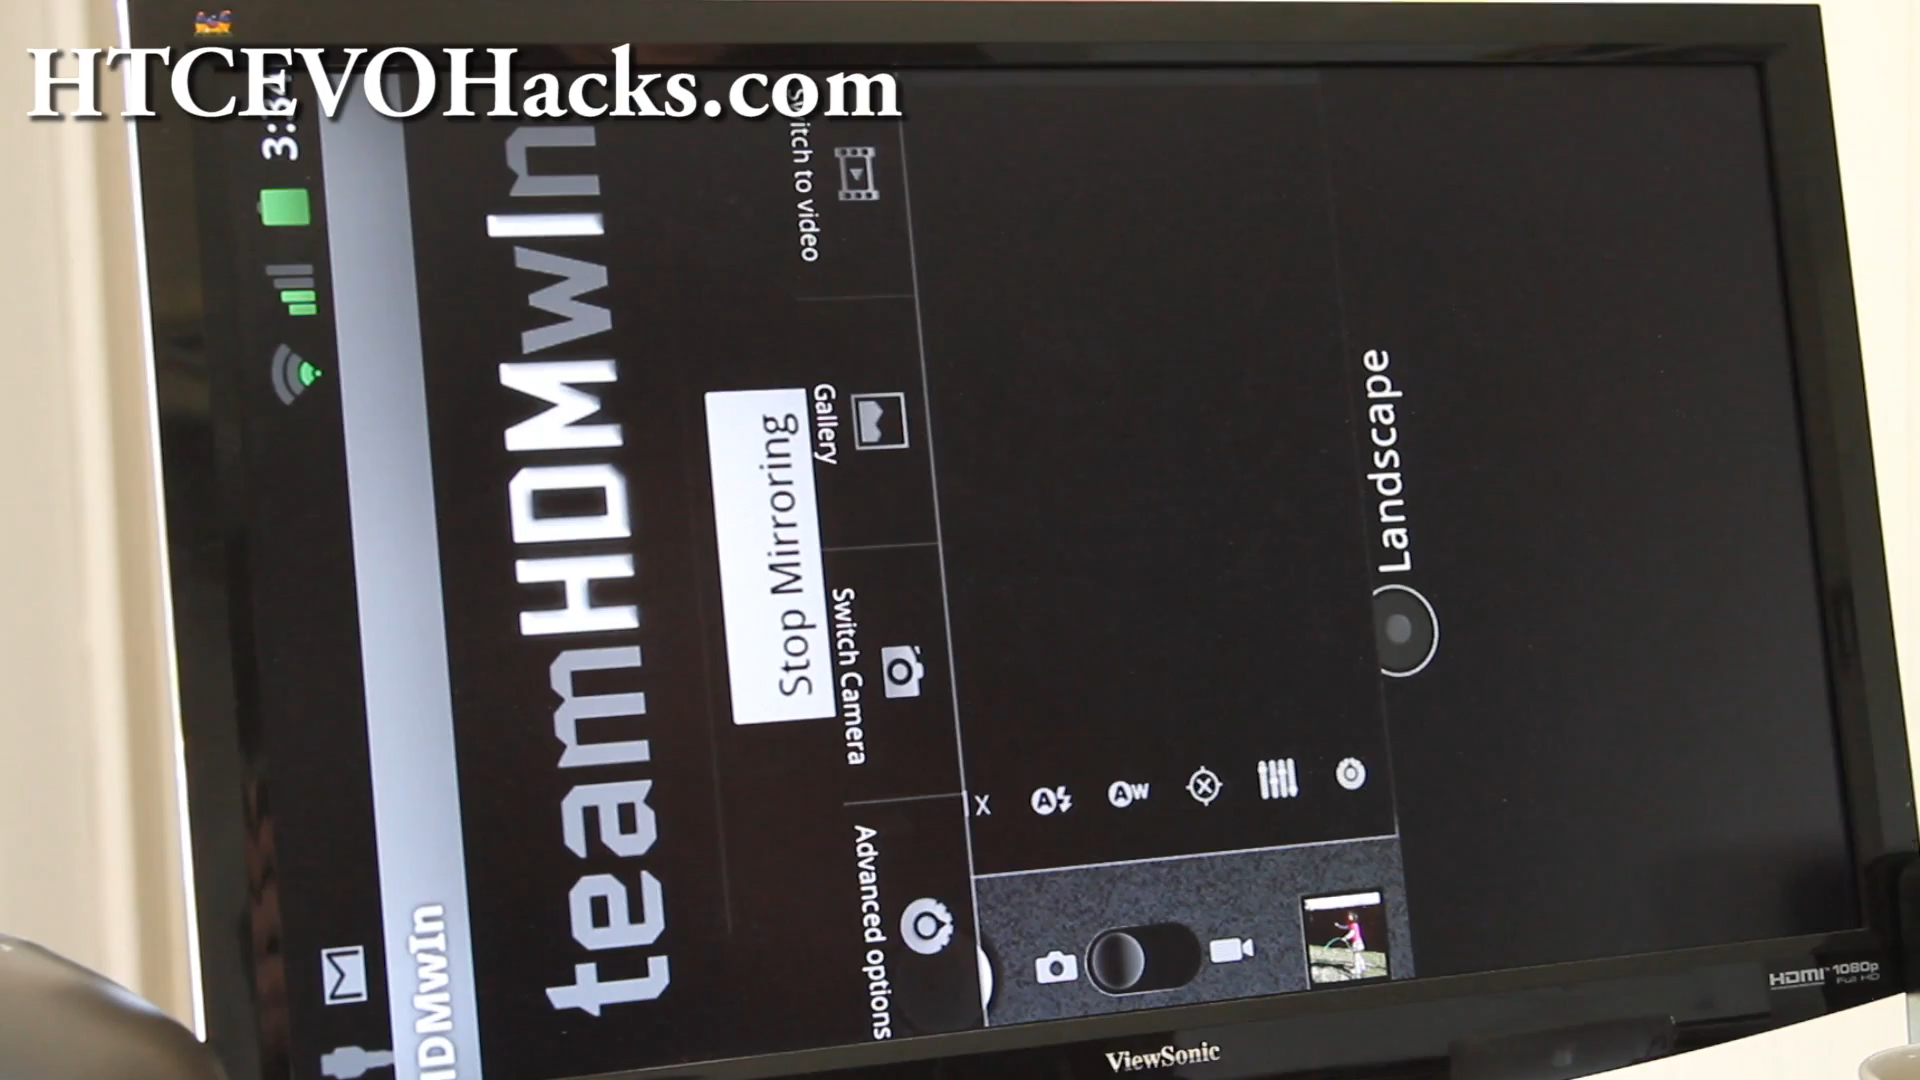 HTCEVOHacks.com
HDMwIn
teamHDMwIn
Stop Mirroring
Switch to video
Gallery
Switch Camera
Advanced options
X
A
AW
Landscape
ViewSonic
HDMI 1080p
Full HD